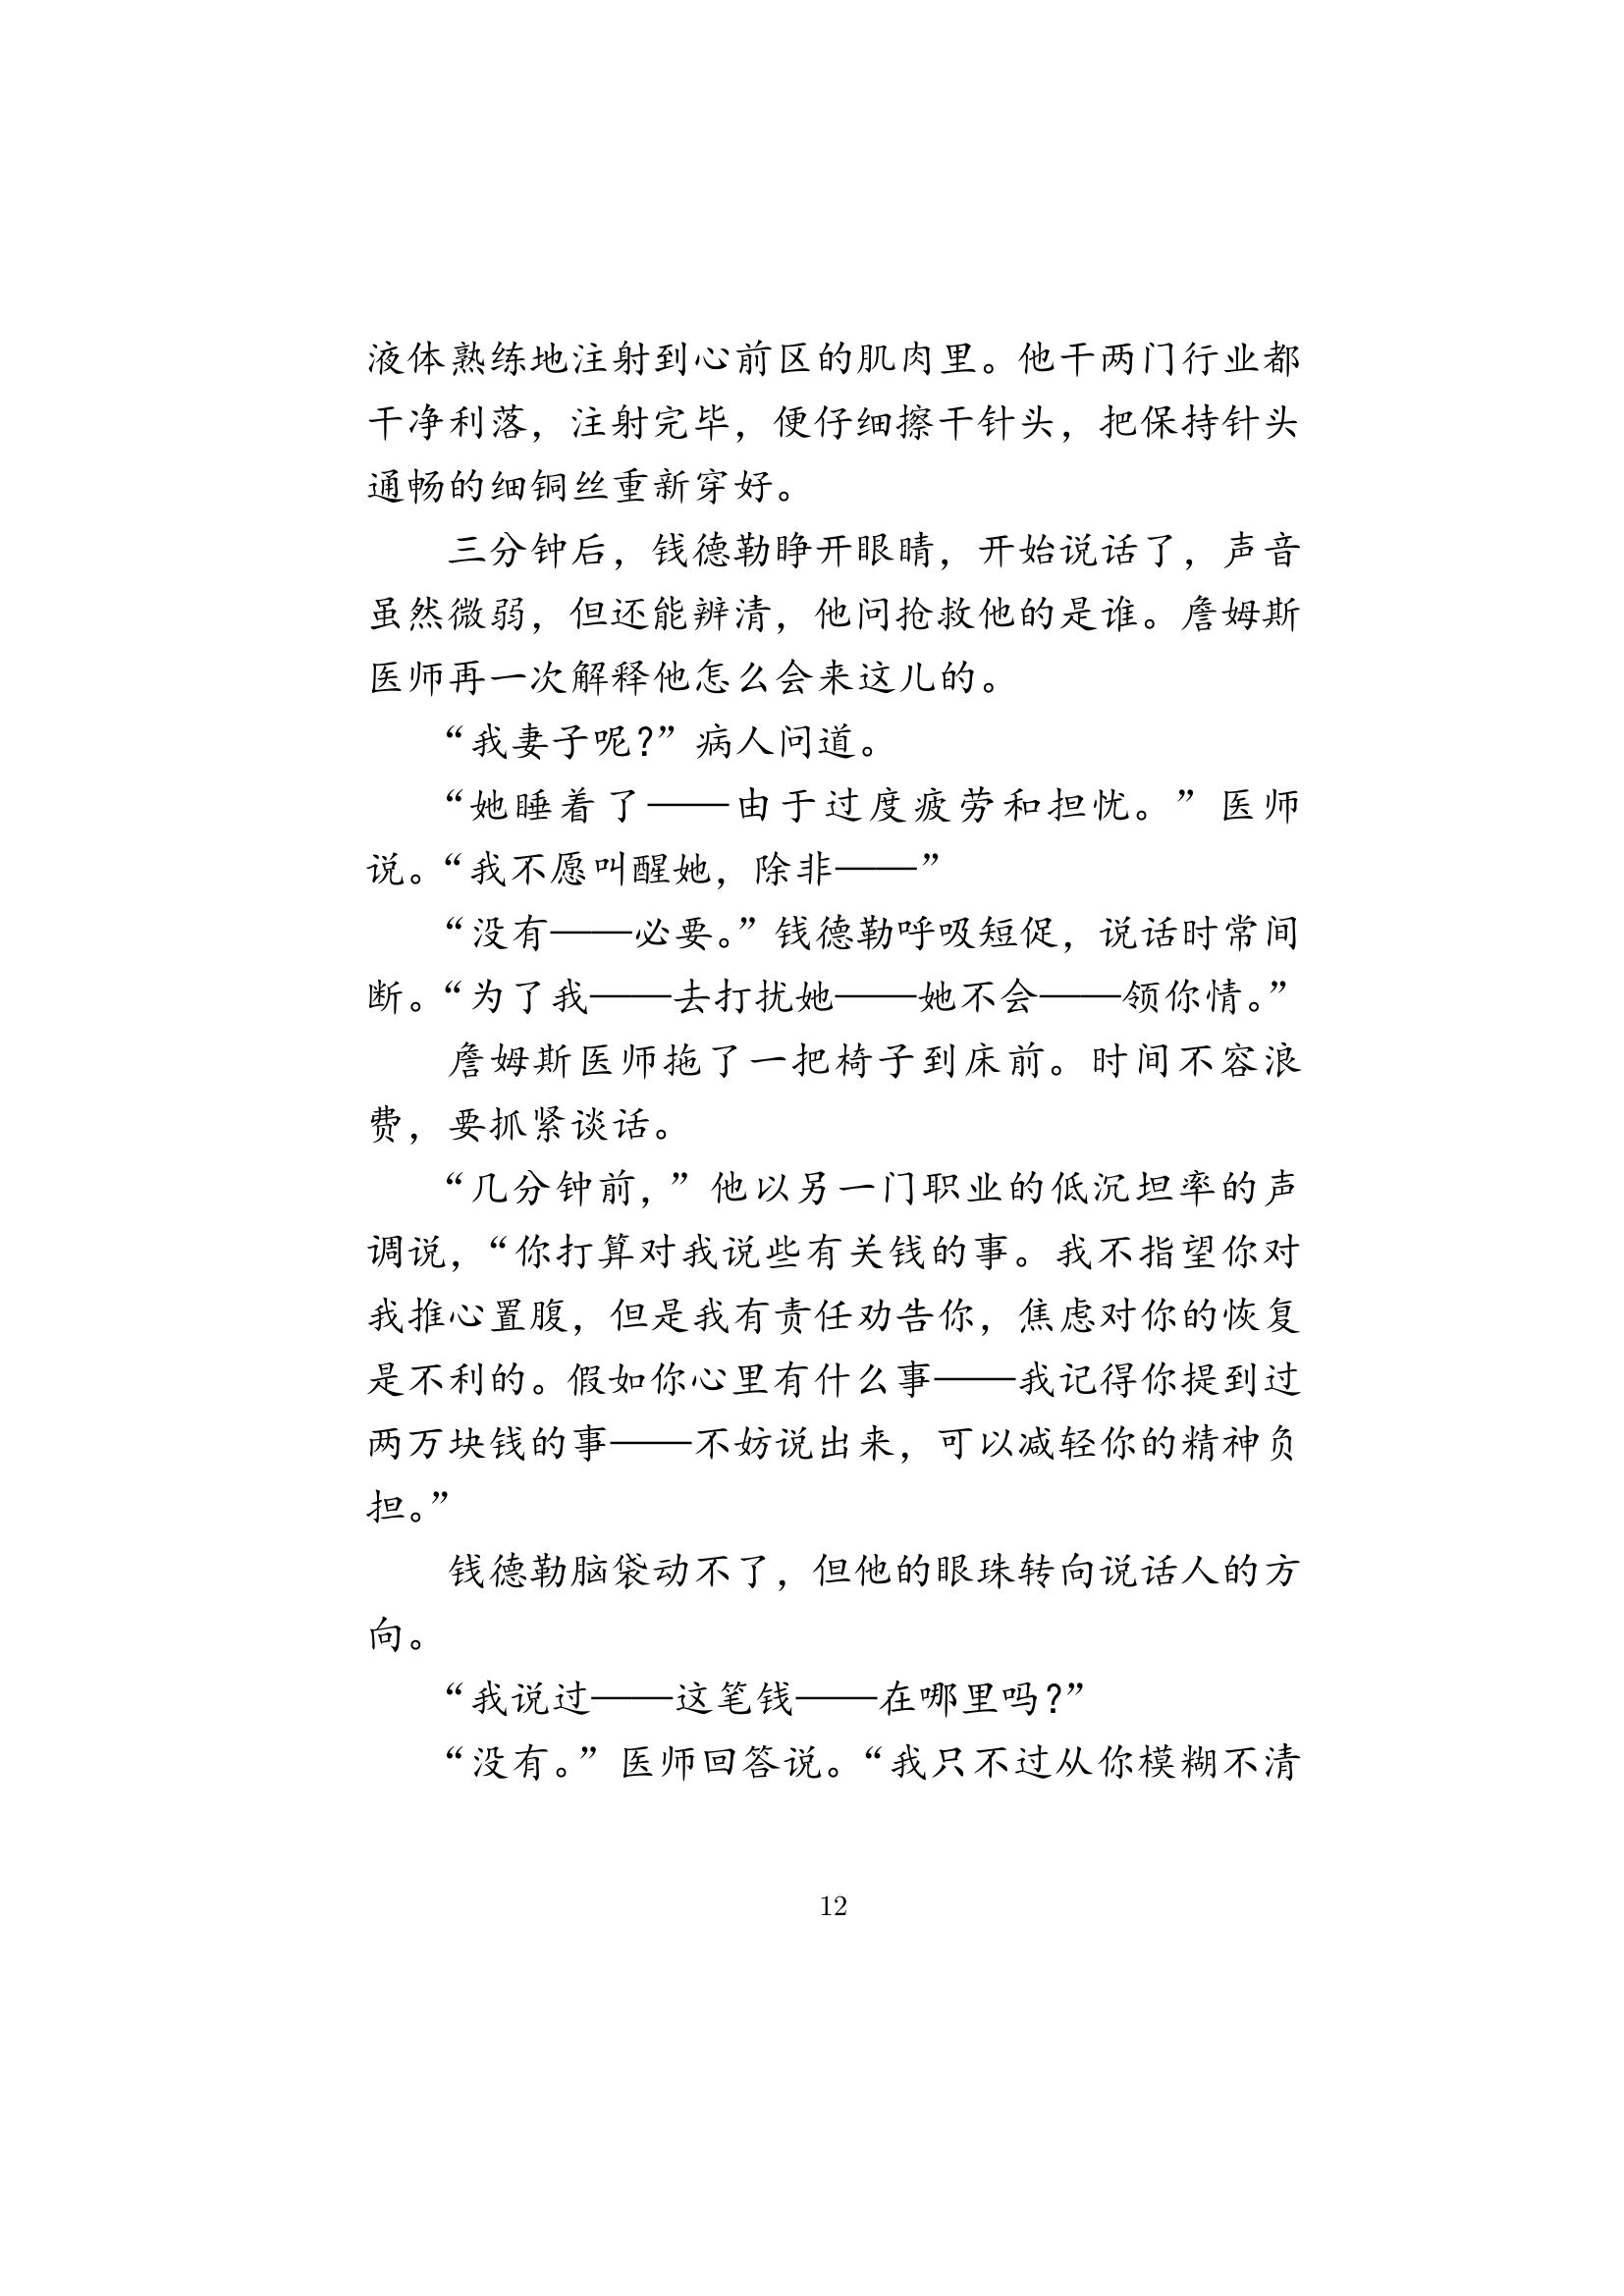 液体熟练地注射到心前区的肌肉里。他干两门行业都
干净利落，注射完毕，便仔细擦干针头，把保持针头
通畅的细铜丝重新穿好。
三分钟后，钱德勒睁开眼睛，开始说话了，声音
虽然微弱，但还能辨清，他问抢救他的是谁。詹姆斯
医师再一次解释他怎么会来这儿的。
“我妻子呢？”病人问道。
“她睡着了——由于过度疲劳和担忧。”医师
说。“我不愿叫醒她，除非——”
“没有——必要。”钱德勒呼吸短促，说话时常间
断。“为了我——去打扰她——她不会——领你情。”
詹姆斯医师拖了一把椅子到床前。时间不容浪
费，要抓紧谈话。
“几分钟前，”他以另一门职业的低沉坦率的声
调说，“你打算对我说些有关钱的事。我不指望你对
我推心置腹，但是我有责任劝告你，焦虑对你的恢复
是不利的。假如你心里有什么事——我记得你提到过
两万块钱的事——不妨说出来，可以减轻你的精神负
担。”
钱德勒脑袋动不了，但他的眼珠转向说话人的方
向。
“我说过——这笔钱——在哪里吗？”
“没有。”医师回答说。“我只不过从你模糊不清
12